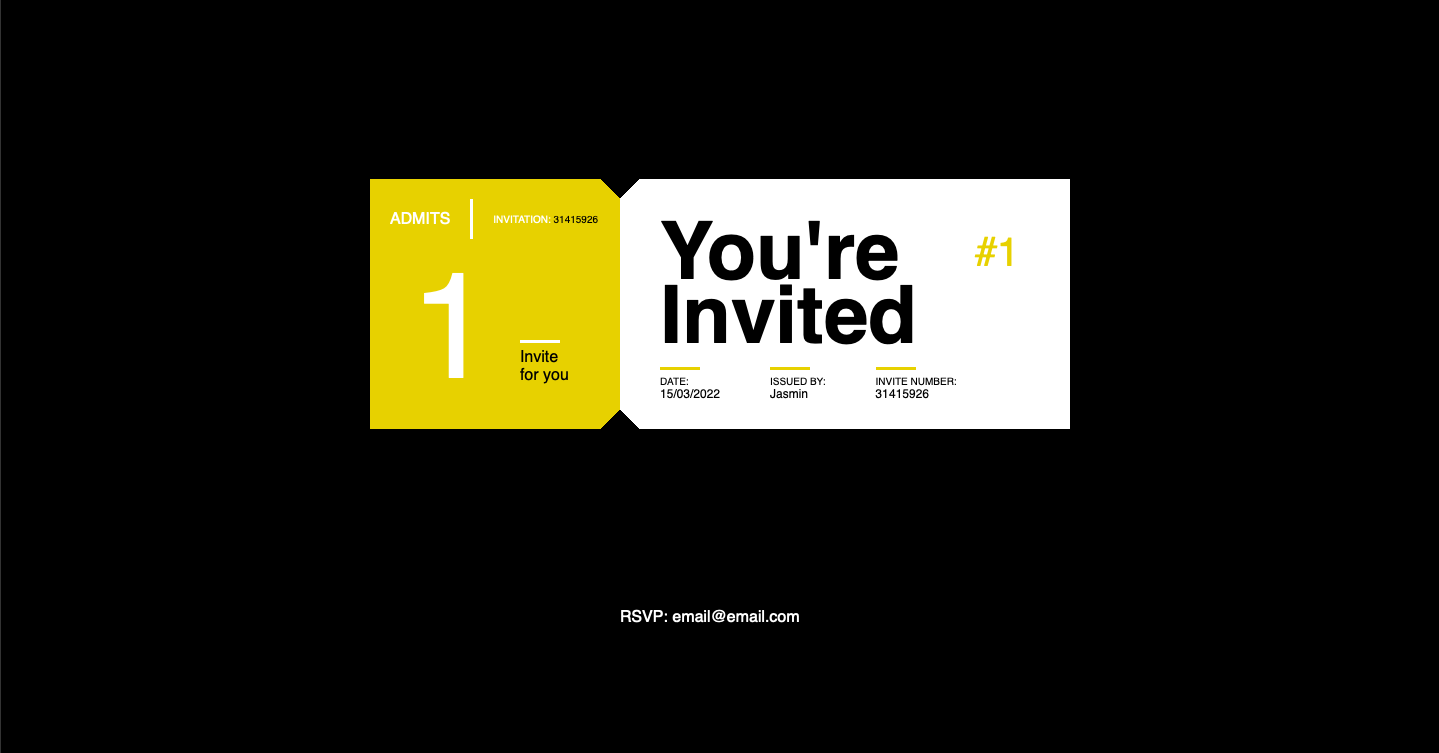 ADMITS
INVITATION: 31415926
1
Invite
for you
You're
Invited
#1
DATE:
15/03/2022
ISSUED BY:
Jasmin
INVITE NUMBER:
31415926
RSVP: email@email.com